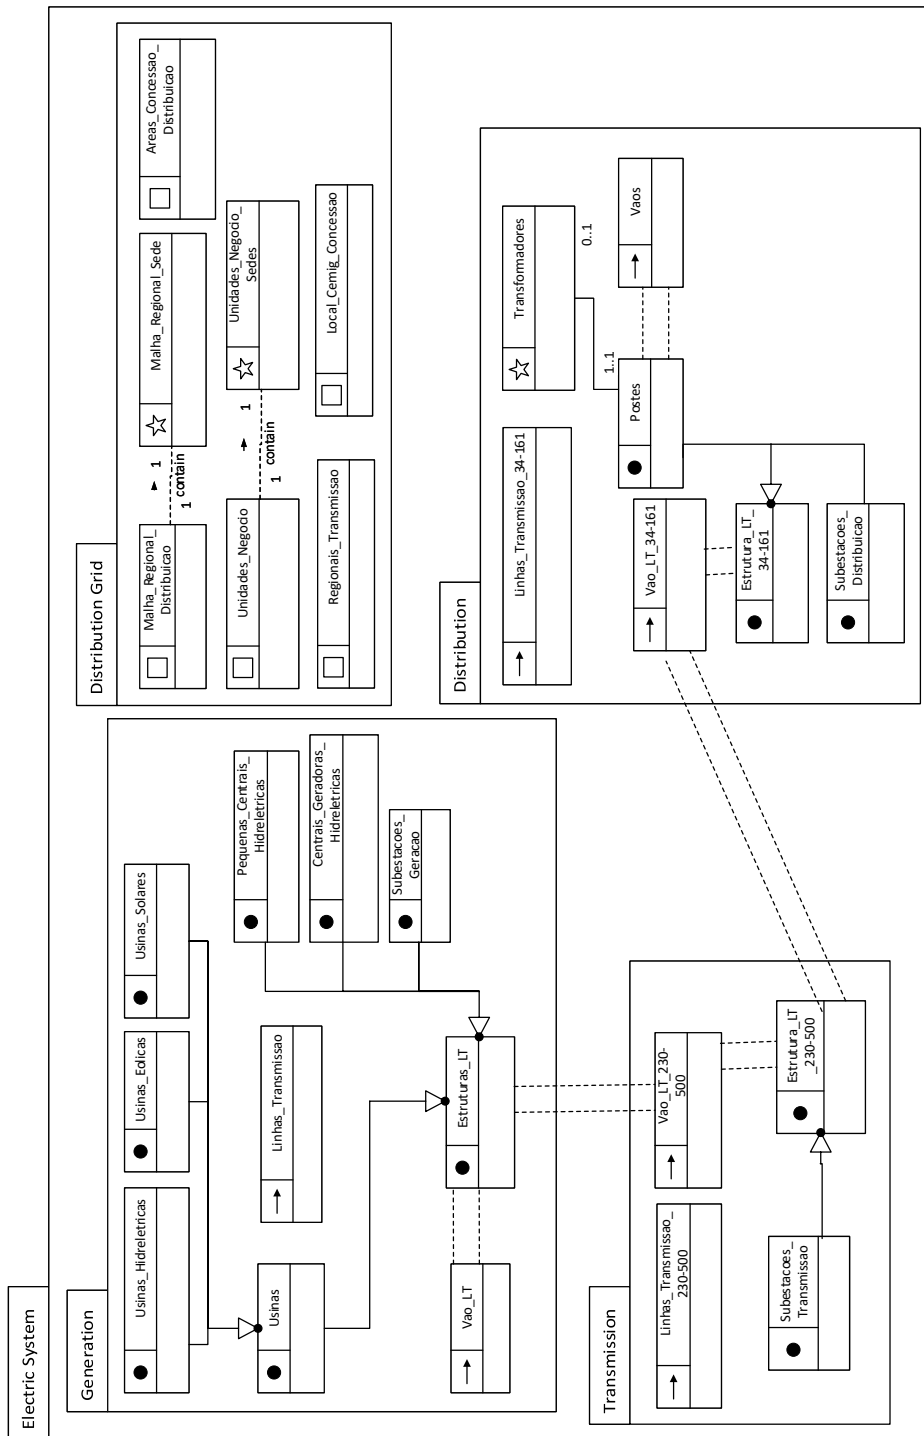 Electric System
Generation
Usinas_Hidreletricas
Usinas_Eolicas
Usinas_Solares
Usinas
Linhas_Transmissao
Pequenas_Centrais_
Hidreletricas
Centrais_Geradoras_
Hidreletricas
Subestacoes_
Geracao
Vao_LT
Estruturas_LT
Distribution Grid
Malha_Regional_
Distribuicao
1
contain
1
Malha_Regional_Sede
Areas_Concessao_
Distribuicao
Unidades_Negocio
1
contain
1
Unidades_Negocio_
Sedes
Regionais_Transmissao
Local_Cemig_Concessao
Transmission
Linhas_Transmissao_
230-500
Vao_LT_230-
500
Subestacoes_
Transmissao
Estrutura_LT
_230-500
Distribution
Linhas_Transmissao_34-161
Transformadores
0..1
1..1
Vao_LT_34-161
Postes
Vaos
Estrutura_LT_
34-161
Subestacoes_
Distribuicao